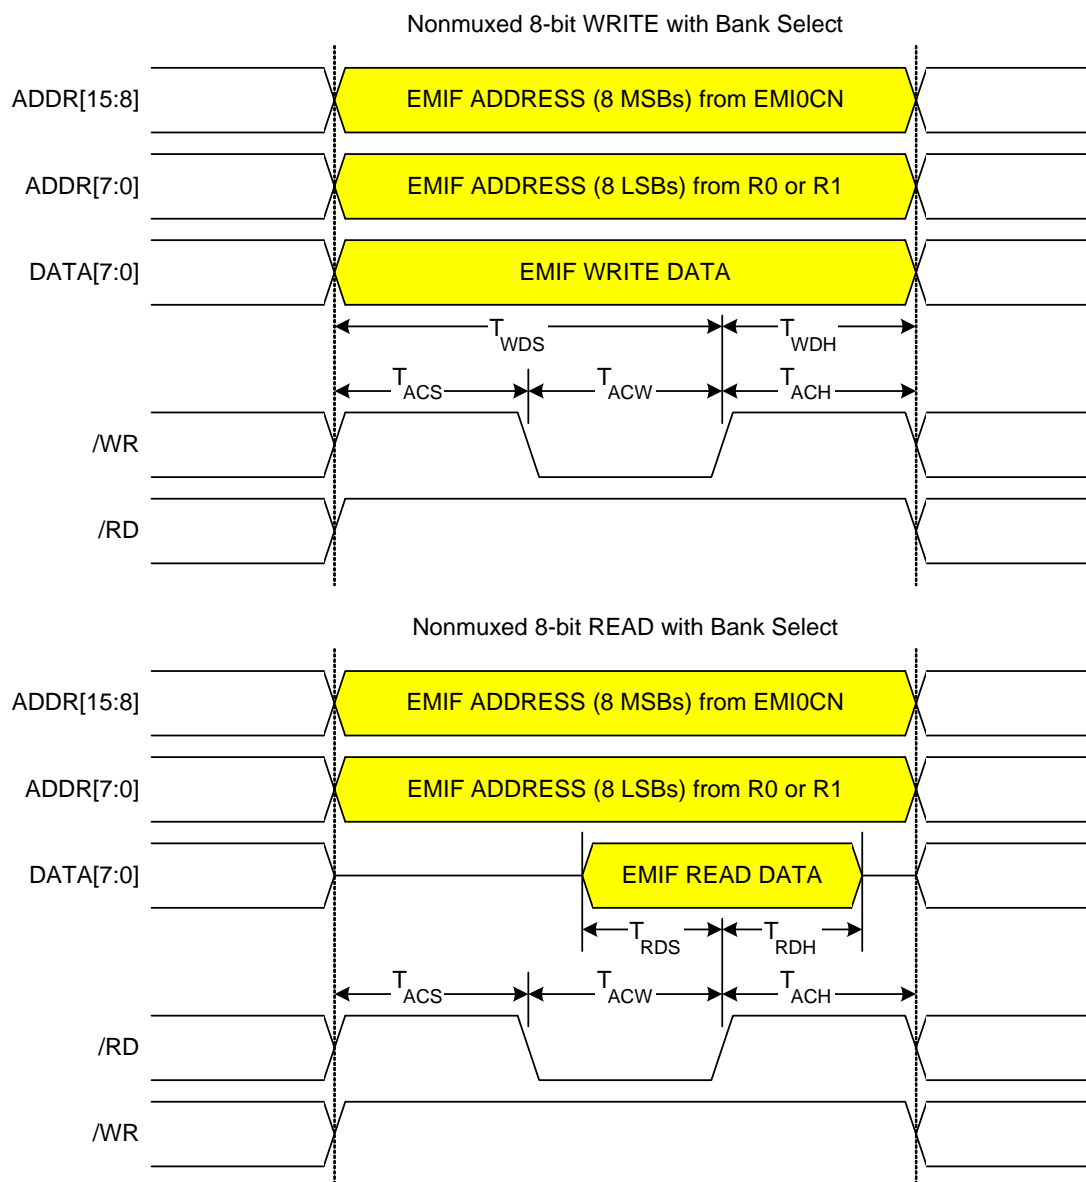 Nonmuxed 8-bit WRITE with Bank Select
ADDR[15:8] EMIF ADDRESS (8 MSBs) from EMI0CN
ADDR[7:0] EMIF ADDRESS (8 LSBs) from R0 or R1
DATA[7:0] EMIF WRITE DATA
TWDS TWDH
TACS TACW TACH
/WR
/RD
Nonmuxed 8-bit READ with Bank Select
ADDR[15:8] EMIF ADDRESS (8 MSBs) from EMI0CN
ADDR[7:0] EMIF ADDRESS (8 LSBs) from R0 or R1
DATA[7:0] EMIF READ DATA
TRDS TRDH
TACS TACW TACH
/RD
/WR